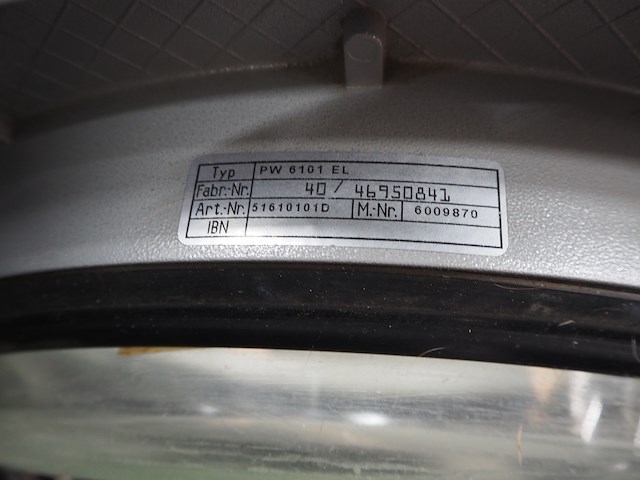 Typ PW 6101 EL
Fabr.-Nr. 40 / 46950841
Art.-Nr. 51610101D M.-Nr. 6009870
IBN